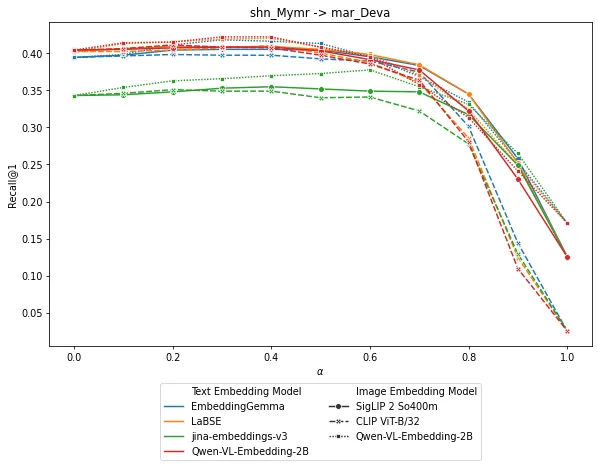 shn_Mymr -> mar_Deva
Recall@1
0.40
0.35
0.30
0.25
0.20
0.15
0.10
0.05
0.0 0.2 0.4 0.6 0.8 1.0
α
Text Embedding Model
EmbeddingGemma
LaBSE
jina-embeddings-v3
Qwen-VL-Embedding-2B
Image Embedding Model
SigLIP 2 So400m
CLIP ViT-B/32
Qwen-VL-Embedding-2B